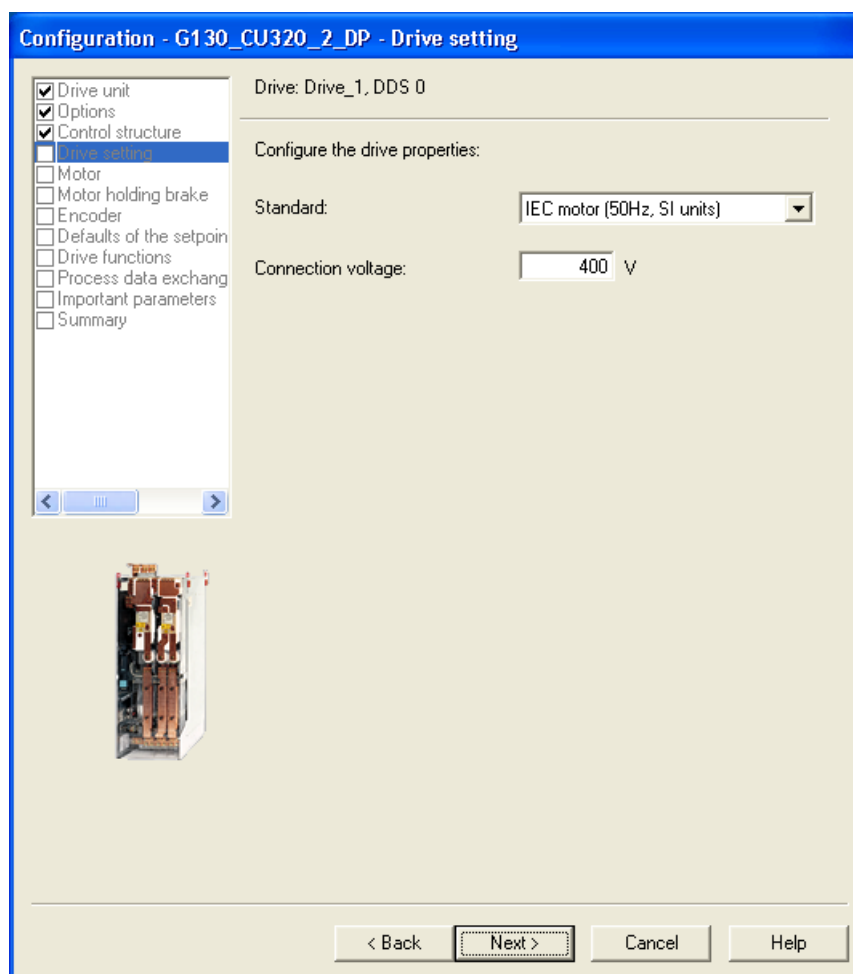 Configuration - G130_CU320_2_DP - Drive setting
Drive unit
Options
Control structure
Drive setting
Motor
Motor holding brake
Encoder
Defaults of the setpoin
Drive functions
Process data exchang
Important parameters
Summary
Drive: Drive_1, DDS 0
Configure the drive properties:
Standard: IEC motor (50Hz, SI units)
Connection voltage: 400 V
< Back Next > Cancel Help